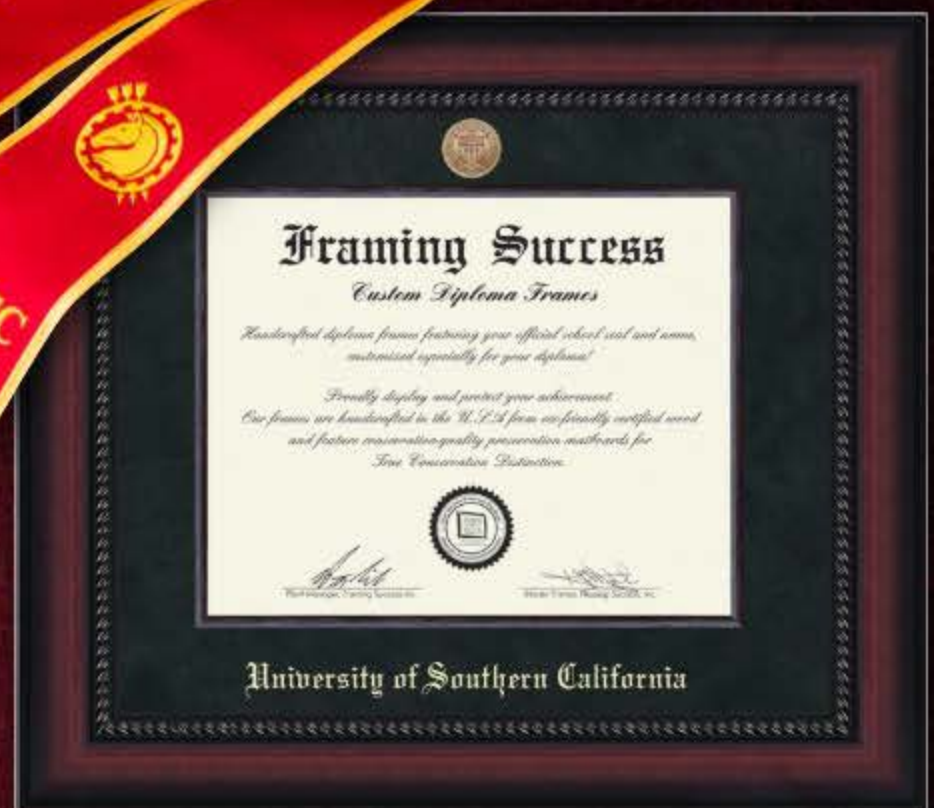 Framing Success
Custom Diploma Frames
Handcrafted diploma frames featuring your official school seal and name,
customized especially for your diploma!
Proudly display and protect your achievement.
Our frames are handcrafted in the U.S.A from eco-friendly certified wood
and feature conservation-quality preservation matboards for
True Conservation Distinction.
University of Southern California